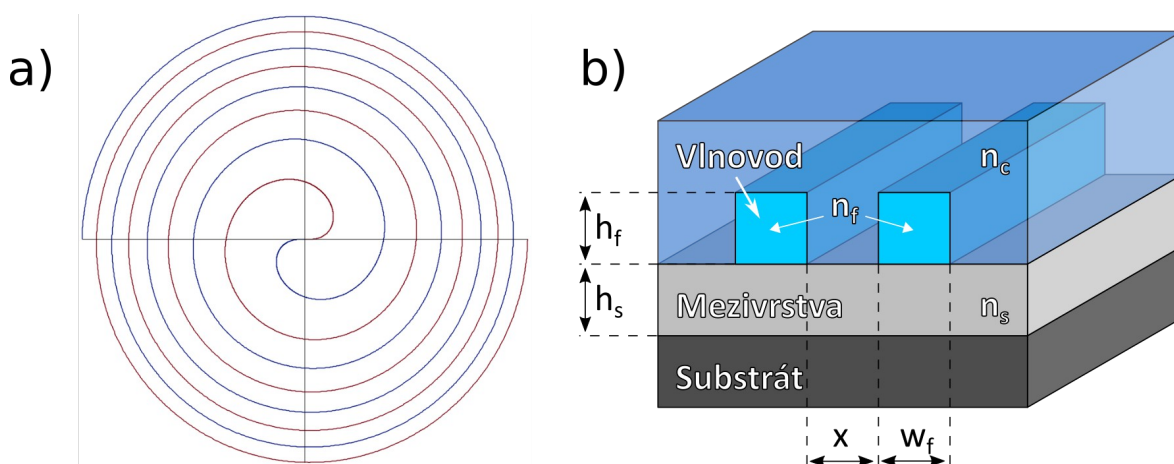 a)
b)
Vlnovod
n_c
n_f
h_f
h_s
Mezivrstva
n_s
Substrát
x
w_f